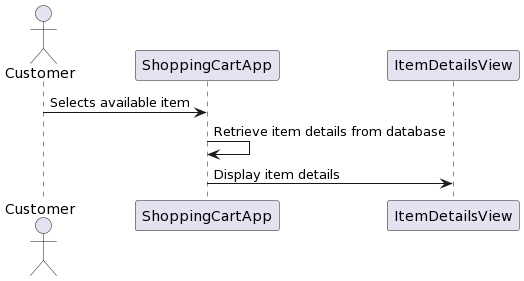 Customer
ShoppingCartApp
ItemDetailsView
Selects available item
Retrieve item details from database
Display item details
Customer
ShoppingCartApp
ItemDetailsView